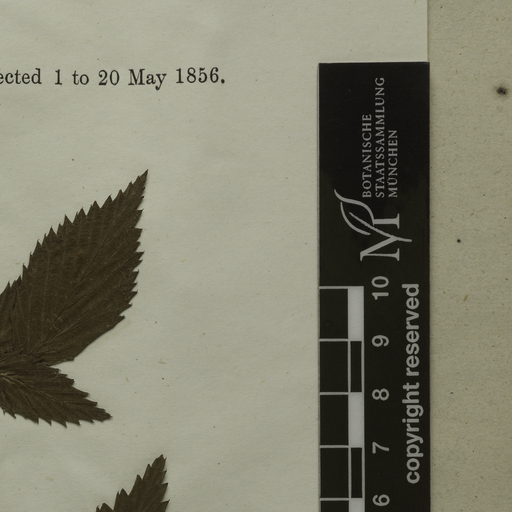 ected 1 to 20 May 1856.
BOTANISCHE
STAATSSAMMLUNG
MÜNCHEN
M
10
9
8
7
6
copyright reserved